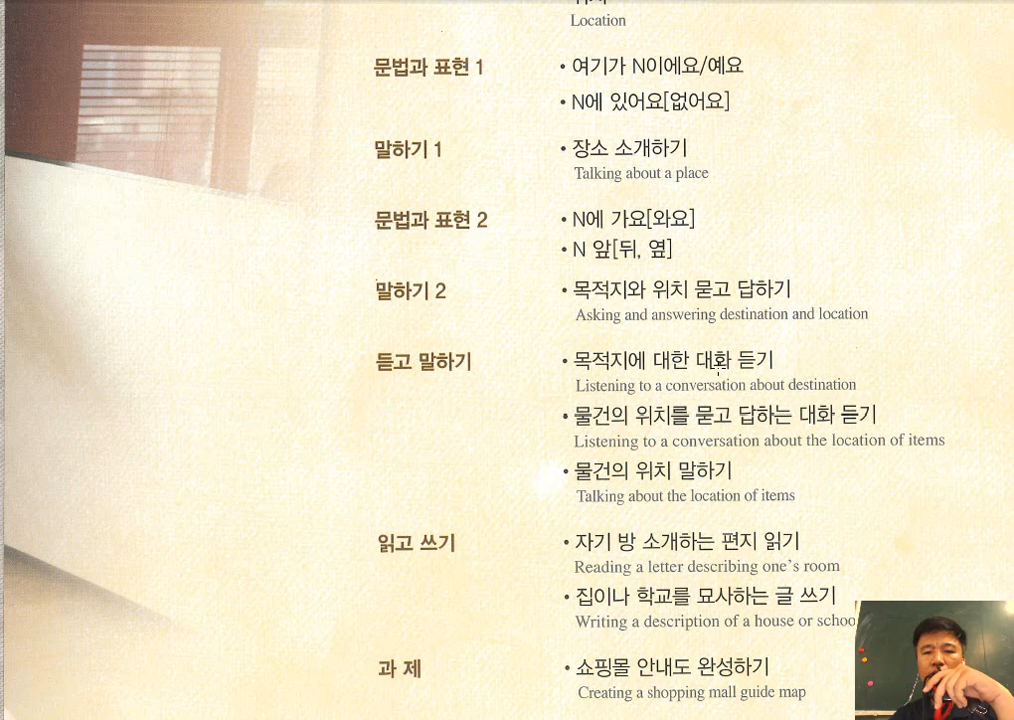 Location
문법과 표현 1
• 여기가 N이에요/예요
• N에 있어요[없어요]
말하기 1
• 장소 소개하기
Talking about a place
문법과 표현 2
• N에 가요[와요]
• N 앞[뒤, 옆]
말하기 2
• 목적지와 위치 묻고 답하기
Asking and answering destination and location
듣고 말하기
• 목적지에 대한 대화 듣기
Listening to a conversation about destination
• 물건의 위치를 묻고 답하는 대화 듣기
Listening to a conversation about the location of items
• 물건의 위치 말하기
Talking about the location of items
읽고 쓰기
• 자기 방 소개하는 편지 읽기
Reading a letter describing one's room
• 집이나 학교를 묘사하는 글 쓰기
Writing a description of a house or schoo
과 제
• 쇼핑몰 안내도 완성하기
Creating a shopping mall guide map